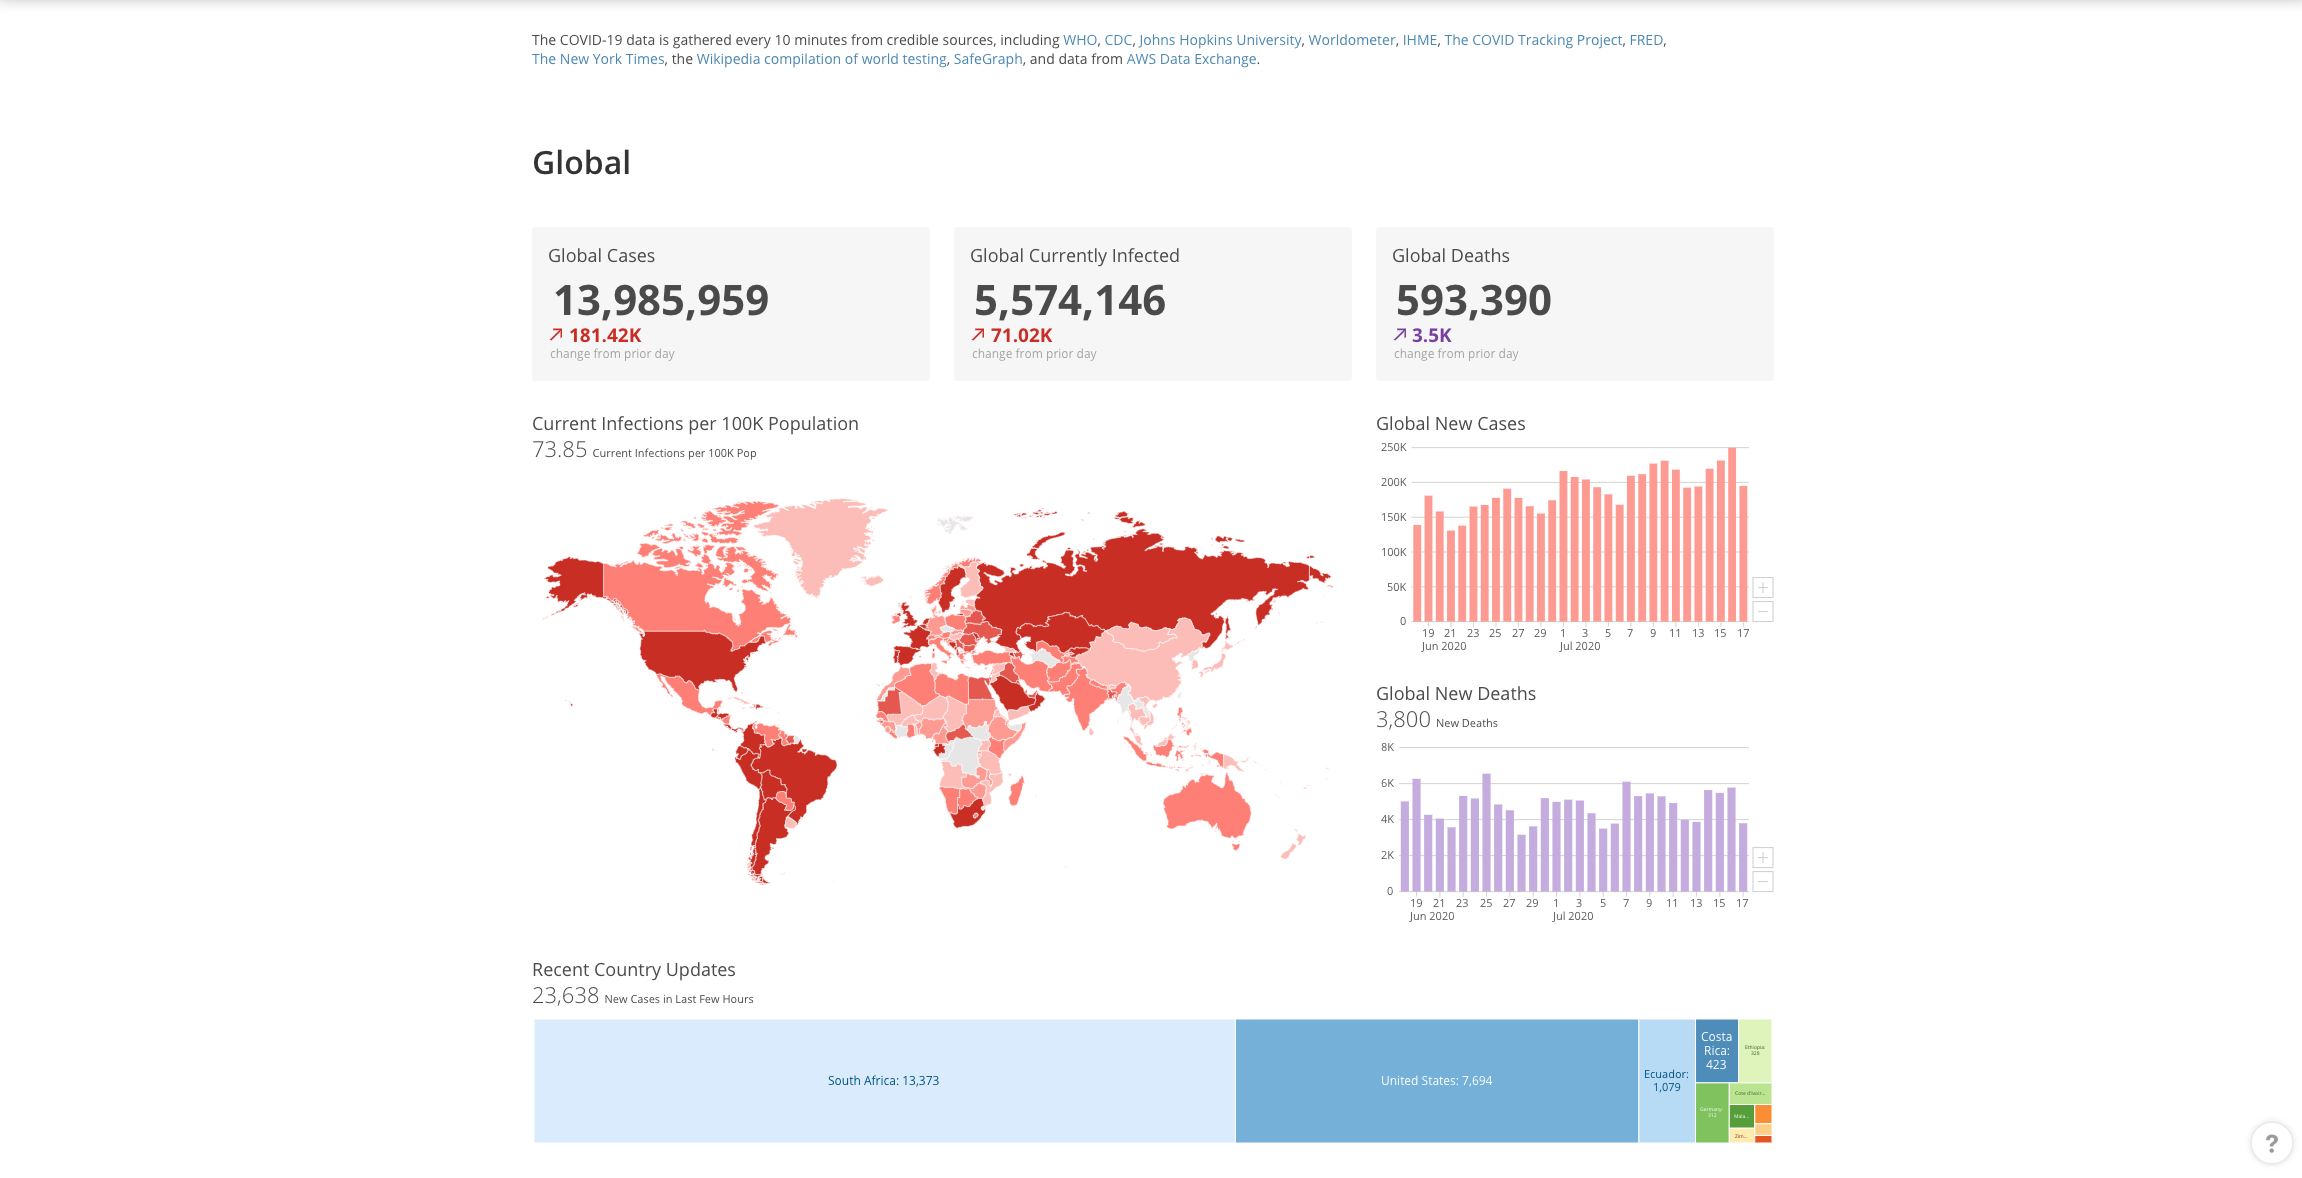 The COVID-19 data is gathered every 10 minutes from credible sources, including WHO, CDC, Johns Hopkins University, Worldometer, IHME, The COVID Tracking Project, FRED,
The New York Times, the Wikipedia compilation of world testing, SafeGraph, and data from AWS Data Exchange.
Global
Global Cases
13,985,959
181.42K
change from prior day
Global Currently Infected
5,574,146
71.02K
change from prior day
Global Deaths
593,390
3.5K
change from prior day
Current Infections per 100K Population
73.85 Current Infections per 100K Pop
Global New Cases
250K
200K
150K
100K
50K
0
19 21 23 25 27 29 1 3 5 7 9 11 13 15 17
Jun 2020 Jul 2020
Global New Deaths
3,800 New Deaths
8K
6K
4K
2K
0
19 21 23 25 27 29 1 3 5 7 9 11 13 15 17
Jun 2020 Jul 2020
Recent Country Updates
23,638 New Cases in Last Few Hours
South Africa: 13,373
United States: 7,694
Ecuador:
1,079
Costa
Rica:
423
Ethiopia:
328
Germany:
312
Cote d'Ivoir...
Mala...
Zim...
?